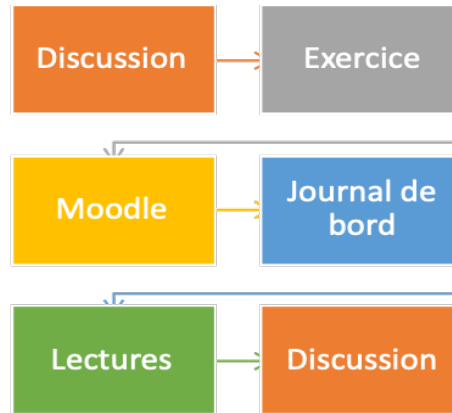 Discussion
Exercice
Moodle
Journal de
bord
Lectures
Discussion